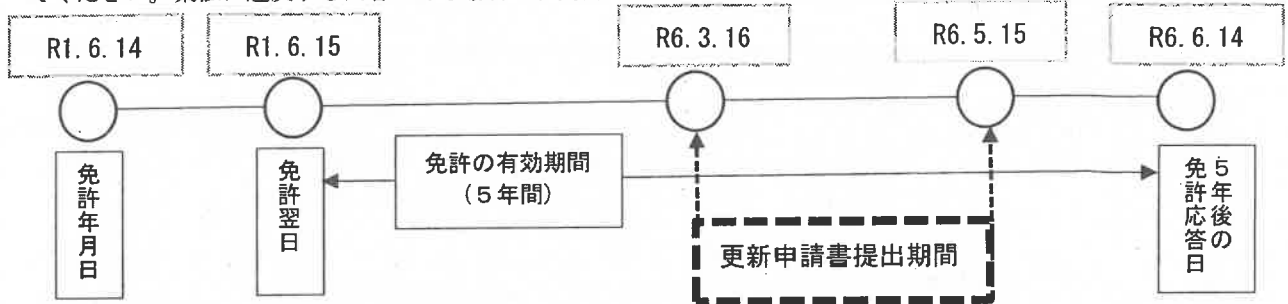 R1.6.14
R1.6.15
R6.3.16
R6.5.15
R6.6.14
免許年月日
免許翌日
免許の有効期間
(5年間)
5年後の
免許応答日
更新申請書提出期間